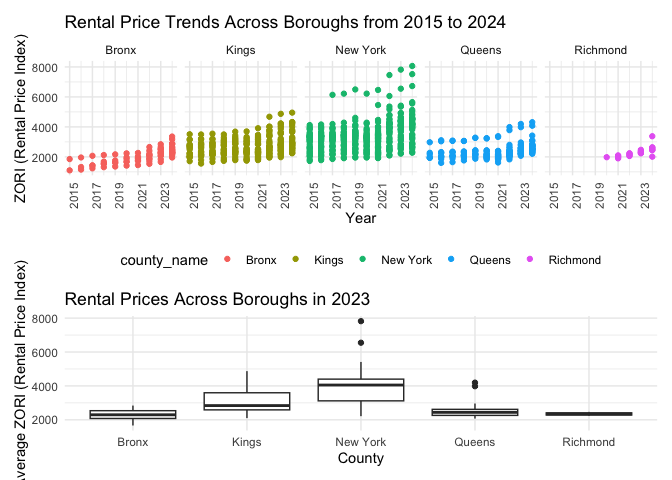 Rental Price Trends Across Boroughs from 2015 to 2024
Bronx Kings New York Queens Richmond
ZORI (Rental Price Index)
8000
6000
4000
2000
2015 2017 2019 2021 2023 2015 2017 2019 2021 2023 2015 2017 2019 2021 2023 2015 2017 2019 2021 2023 2015 2017 2019 2021 2023
Year
county_name Bronx Kings New York Queens Richmond
Rental Prices Across Boroughs in 2023
Average ZORI (Rental Price Index)
8000
6000
4000
2000
Bronx Kings New York Queens Richmond
County